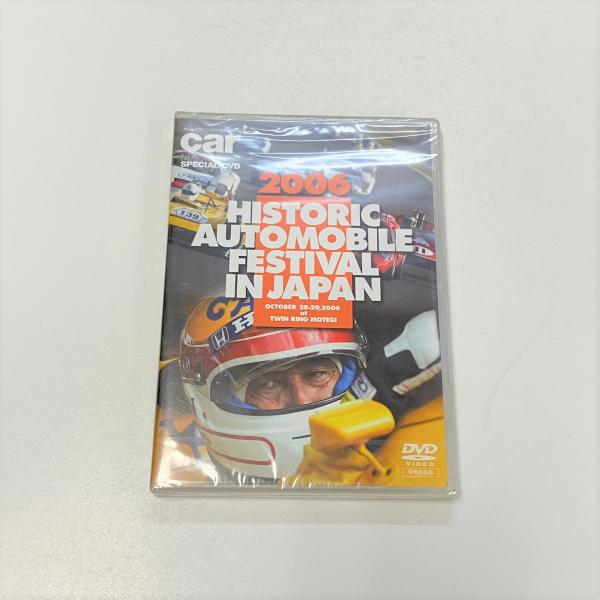 car
SPECIAL DVD
2006
HISTORIC
AUTOMOBILE
FESTIVAL
IN JAPAN
OCTOBER 28-29,2006
at
TWIN RING MOTEGI
139
DVD
VIDEO